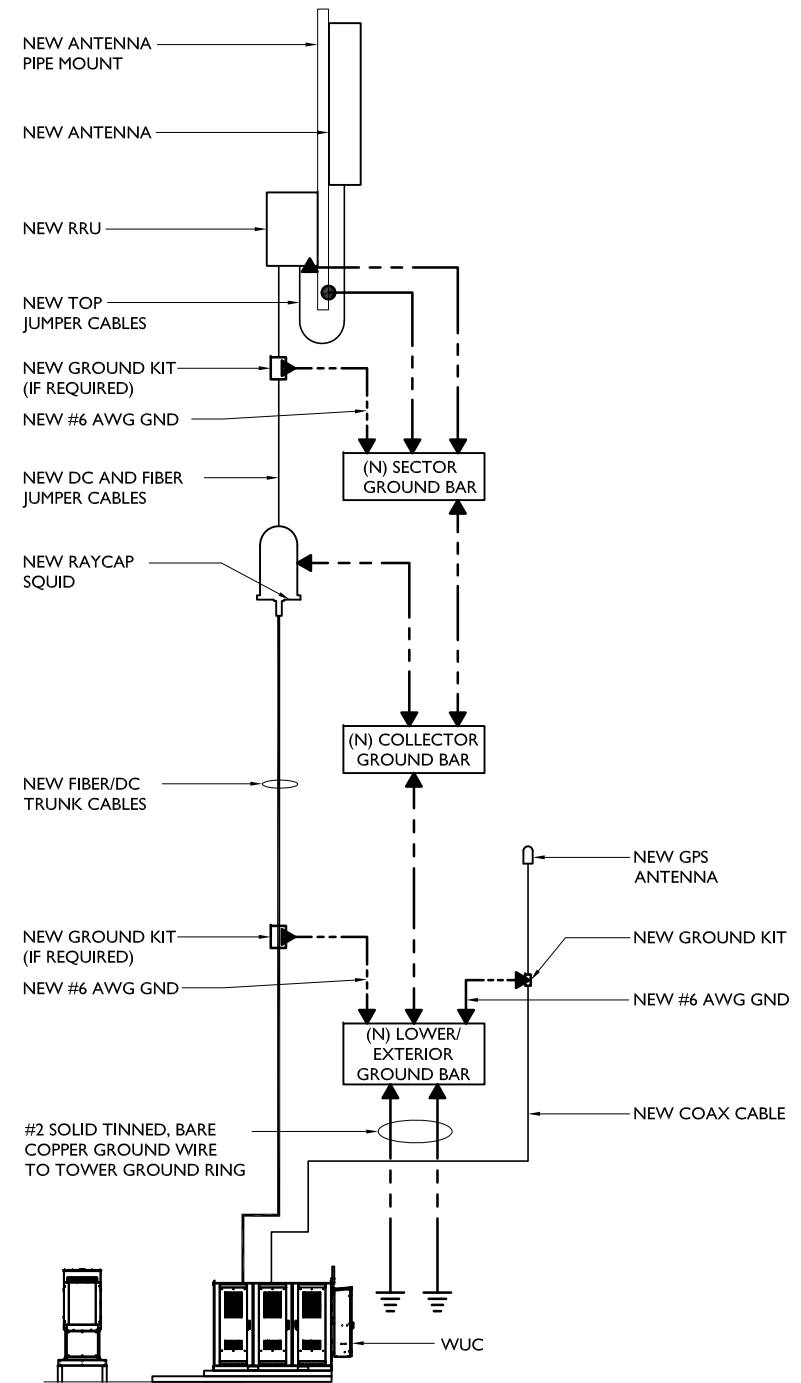 NEW ANTENNA
PIPE MOUNT
NEW ANTENNA
NEW RRU
NEW TOP
JUMPER CABLES
NEW GROUND KIT
(IF REQUIRED)
NEW #6 AWG GND
(N) SECTOR
GROUND BAR
NEW DC AND FIBER
JUMPER CABLES
NEW RAYCAP
SQUID
(N) COLLECTOR
GROUND BAR
NEW FIBER/DC
TRUNK CABLES
NEW GPS
ANTENNA
NEW GROUND KIT
(IF REQUIRED)
NEW GROUND KIT
NEW #6 AWG GND
NEW #6 AWG GND
(N) LOWER/
EXTERIOR
GROUND BAR
NEW COAX CABLE
#2 SOLID TINNED, BARE
COPPER GROUND WIRE
TO TOWER GROUND RING
WUC